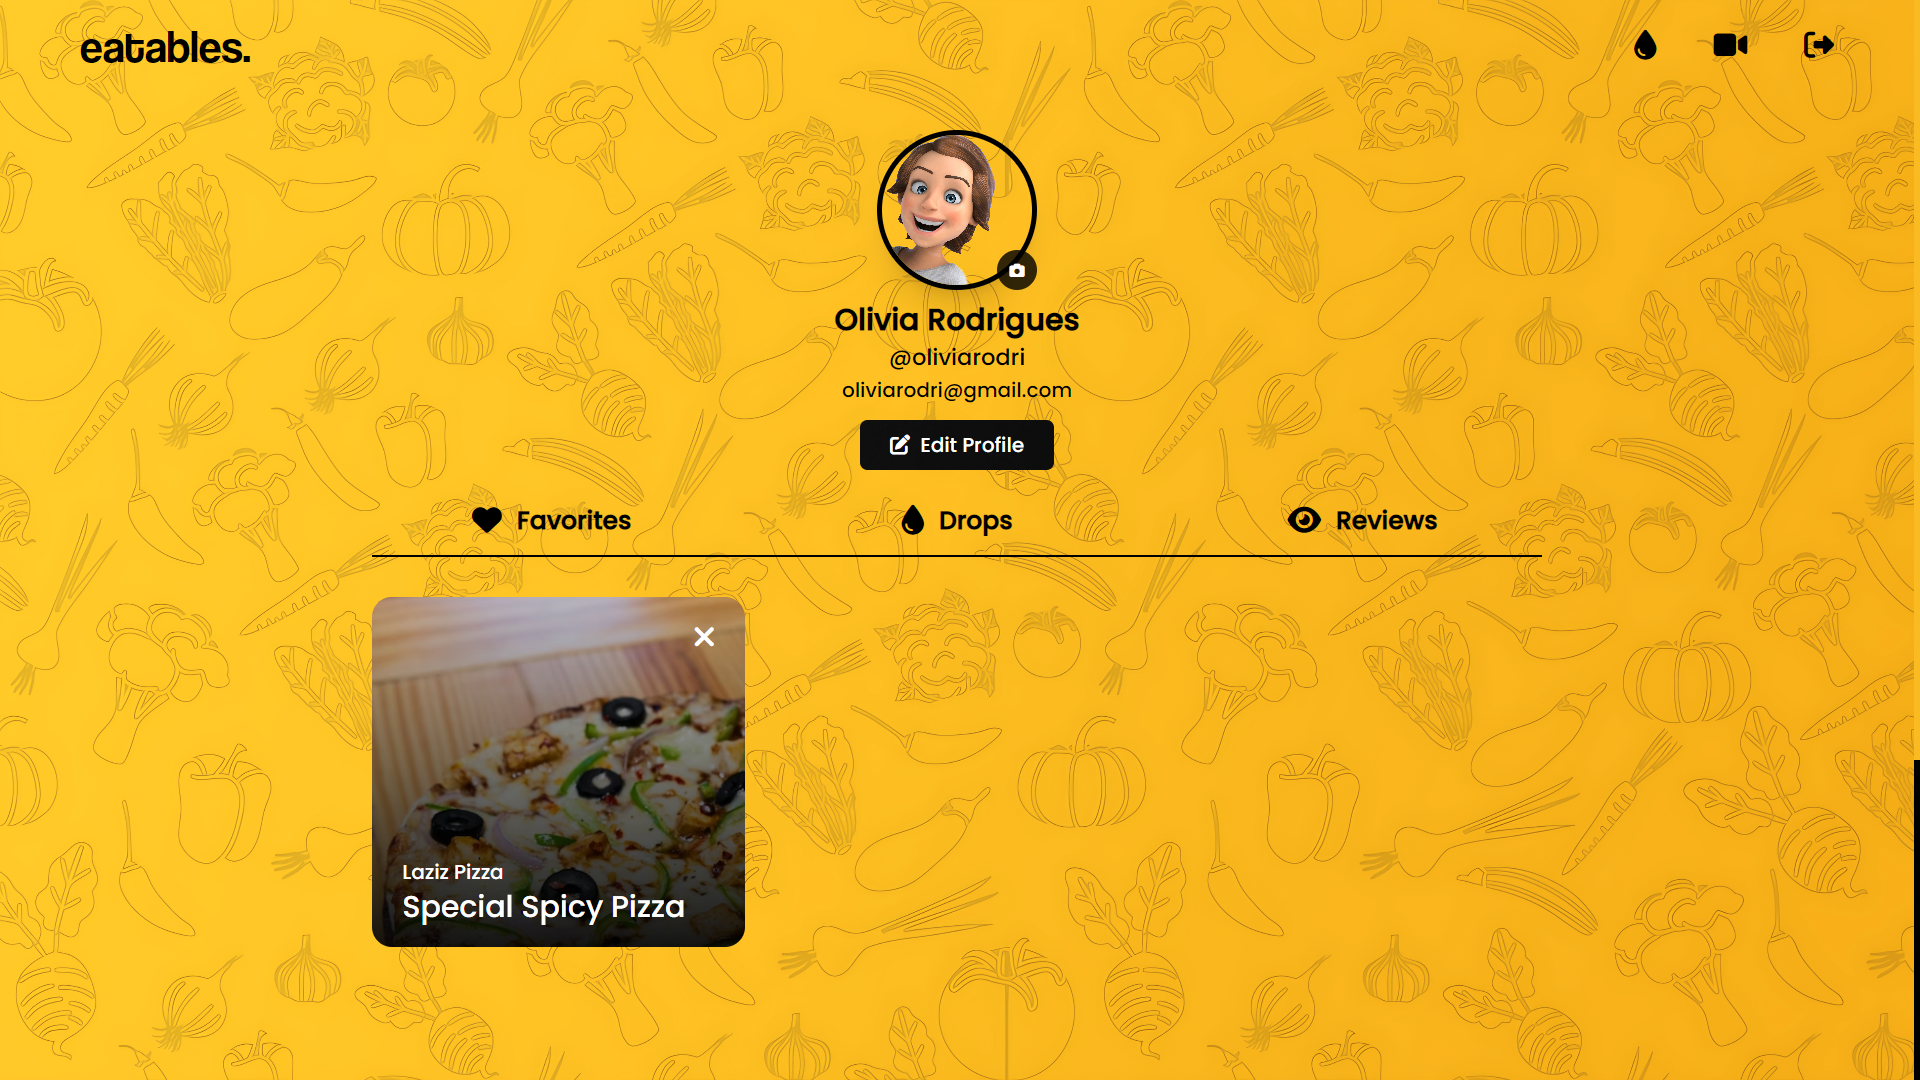 eatables.
Olivia Rodrigues
@oliviarodri
oliviarodri@gmail.com
Edit Profile
Favorites
Drops
Reviews
Laziz Pizza
Special Spicy Pizza